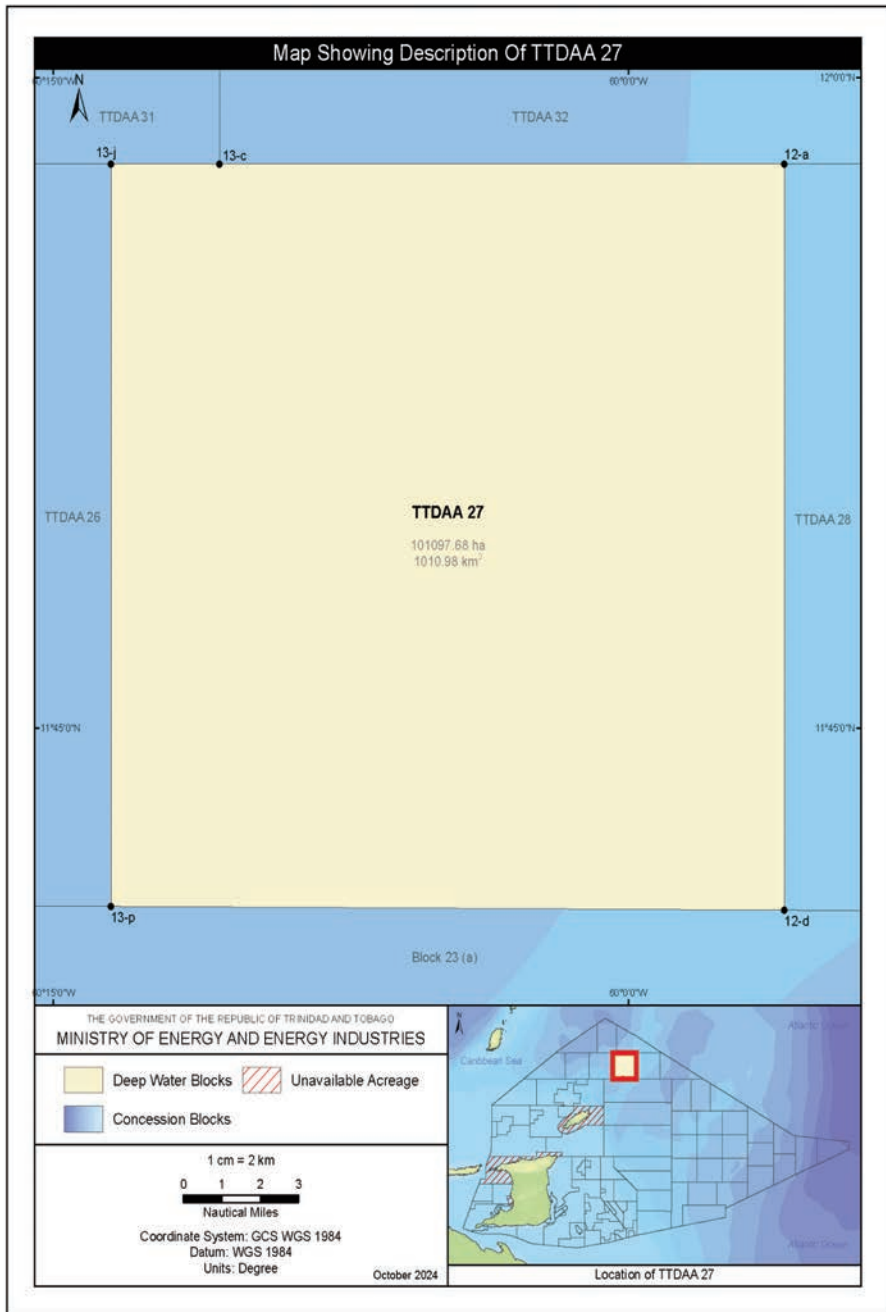 Map Showing Description Of TTDAA 27
60°15'0"W
N
60°0'0"W
12°0'0"N
TTDAA 31
TTDAA 32
13-j
13-c
12-a
TTDAA 26
TTDAA 27
TTDAA 28
101097.68 ha
1010.98 km²
11°45'0"N
11°45'0"N
13-p
12-d
Block 23 (a)
60°15'0"W
60°0'0"W
THE GOVERNMENT OF THE REPUBLIC OF TRINIDAD AND TOBAGO
MINISTRY OF ENERGY AND ENERGY INDUSTRIES
Deep Water Blocks
Unavailable Acreage
Concession Blocks
1 cm = 2 km
0 1 2 3
Nautical Miles
Coordinate System: GCS WGS 1984
Datum: WGS 1984
Units: Degree
October 2024
N
Atlantic Ocean
Caribbean Sea
Atlantic Ocean
Location of TTDAA 27